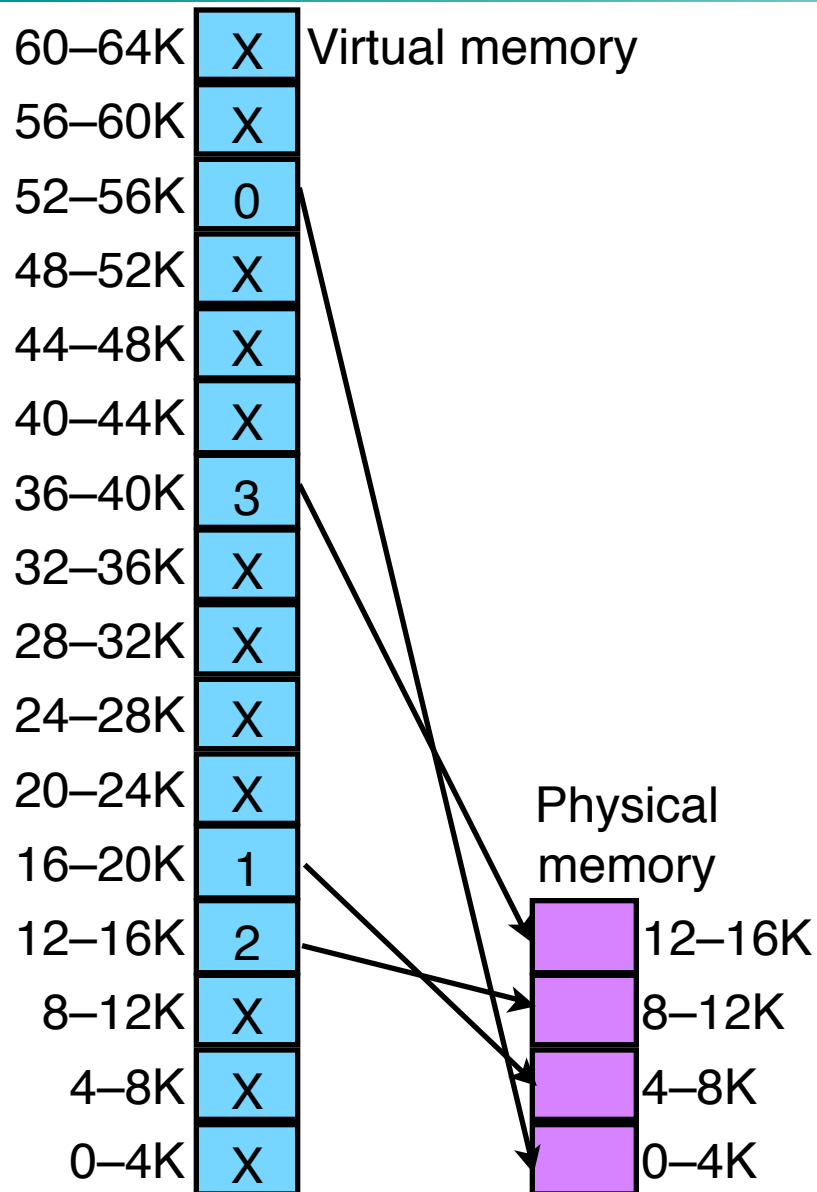 60–64K X Virtual memory
56–60K X
52–56K 0
48–52K X
44–48K X
40–44K X
36–40K 3
32–36K X
28–32K X
24–28K X
20–24K X
16–20K 1
12–16K 2
8–12K X
4–8K X
0–4K X
Physical
memory
12–16K
8–12K
4–8K
0–4K